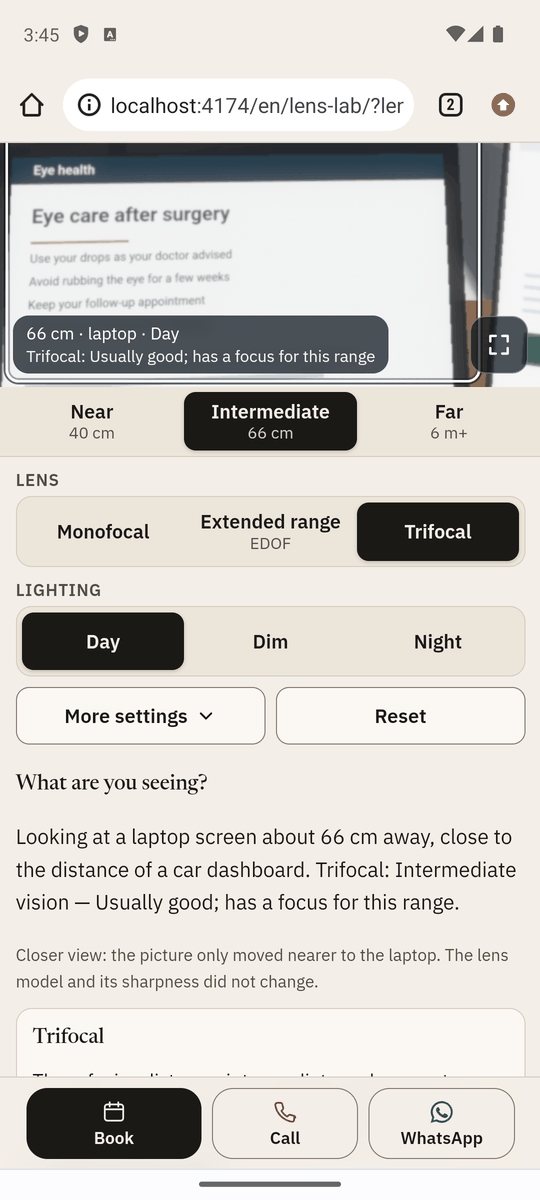 3:45
localhost:4174/en/lens-lab/?ler
2
Eye health
Eye care after surgery
Use your drops as your doctor advised
Avoid rubbing the eye for a few weeks
Keep your follow-up appointment
66 cm · laptop · Day
Trifocal: Usually good; has a focus for this range
Near
40 cm
Intermediate
66 cm
Far
6 m+
LENS
Monofocal
Extended range
EDOF
Trifocal
LIGHTING
Day
Dim
Night
More settings
Reset
What are you seeing?
Looking at a laptop screen about 66 cm away, close to
the distance of a car dashboard. Trifocal: Intermediate
vision — Usually good; has a focus for this range.
Closer view: the picture only moved nearer to the laptop. The lens
model and its sharpness did not change.
Trifocal
Book
Call
WhatsApp